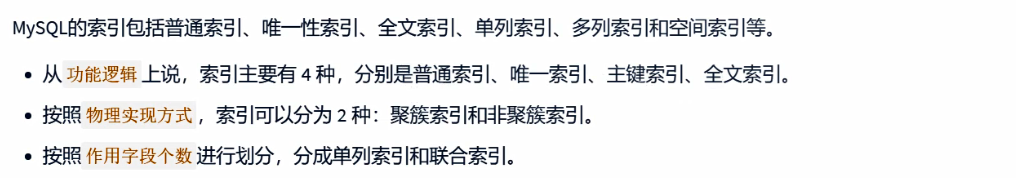 MySQL的索引包括普通索引、唯一性索引、全文索引、单列索引、多列索引和空间索引等。
• 从 功能逻辑 上说，索引主要有 4 种，分别是普通索引、唯一索引、主键索引、全文索引。
• 按照 物理实现方式 ，索引可以分为 2 种：聚簇索引和非聚簇索引。
• 按照 作用字段个数 进行划分，分成单列索引和联合索引。